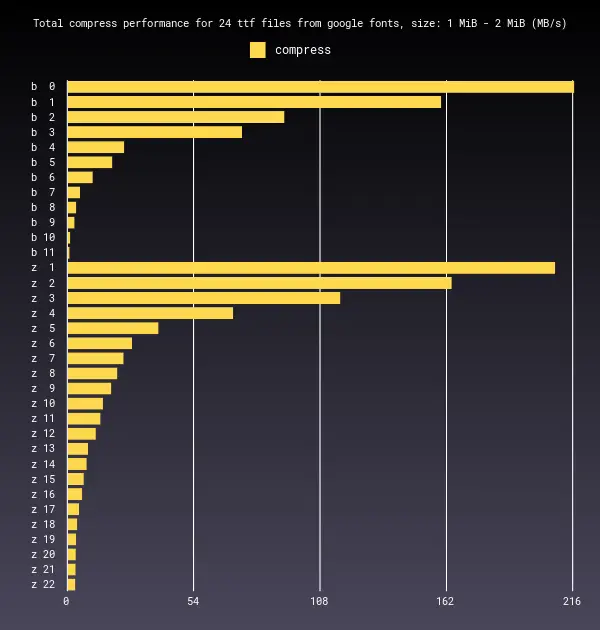 Total compress performance for 24 ttf files from google fonts, size: 1 MiB - 2 MiB (MB/s)
compress
b 0
b 1
b 2
b 3
b 4
b 5
b 6
b 7
b 8
b 9
b 10
b 11
z 1
z 2
z 3
z 4
z 5
z 6
z 7
z 8
z 9
z 10
z 11
z 12
z 13
z 14
z 15
z 16
z 17
z 18
z 19
z 20
z 21
z 22
0 54 108 162 216